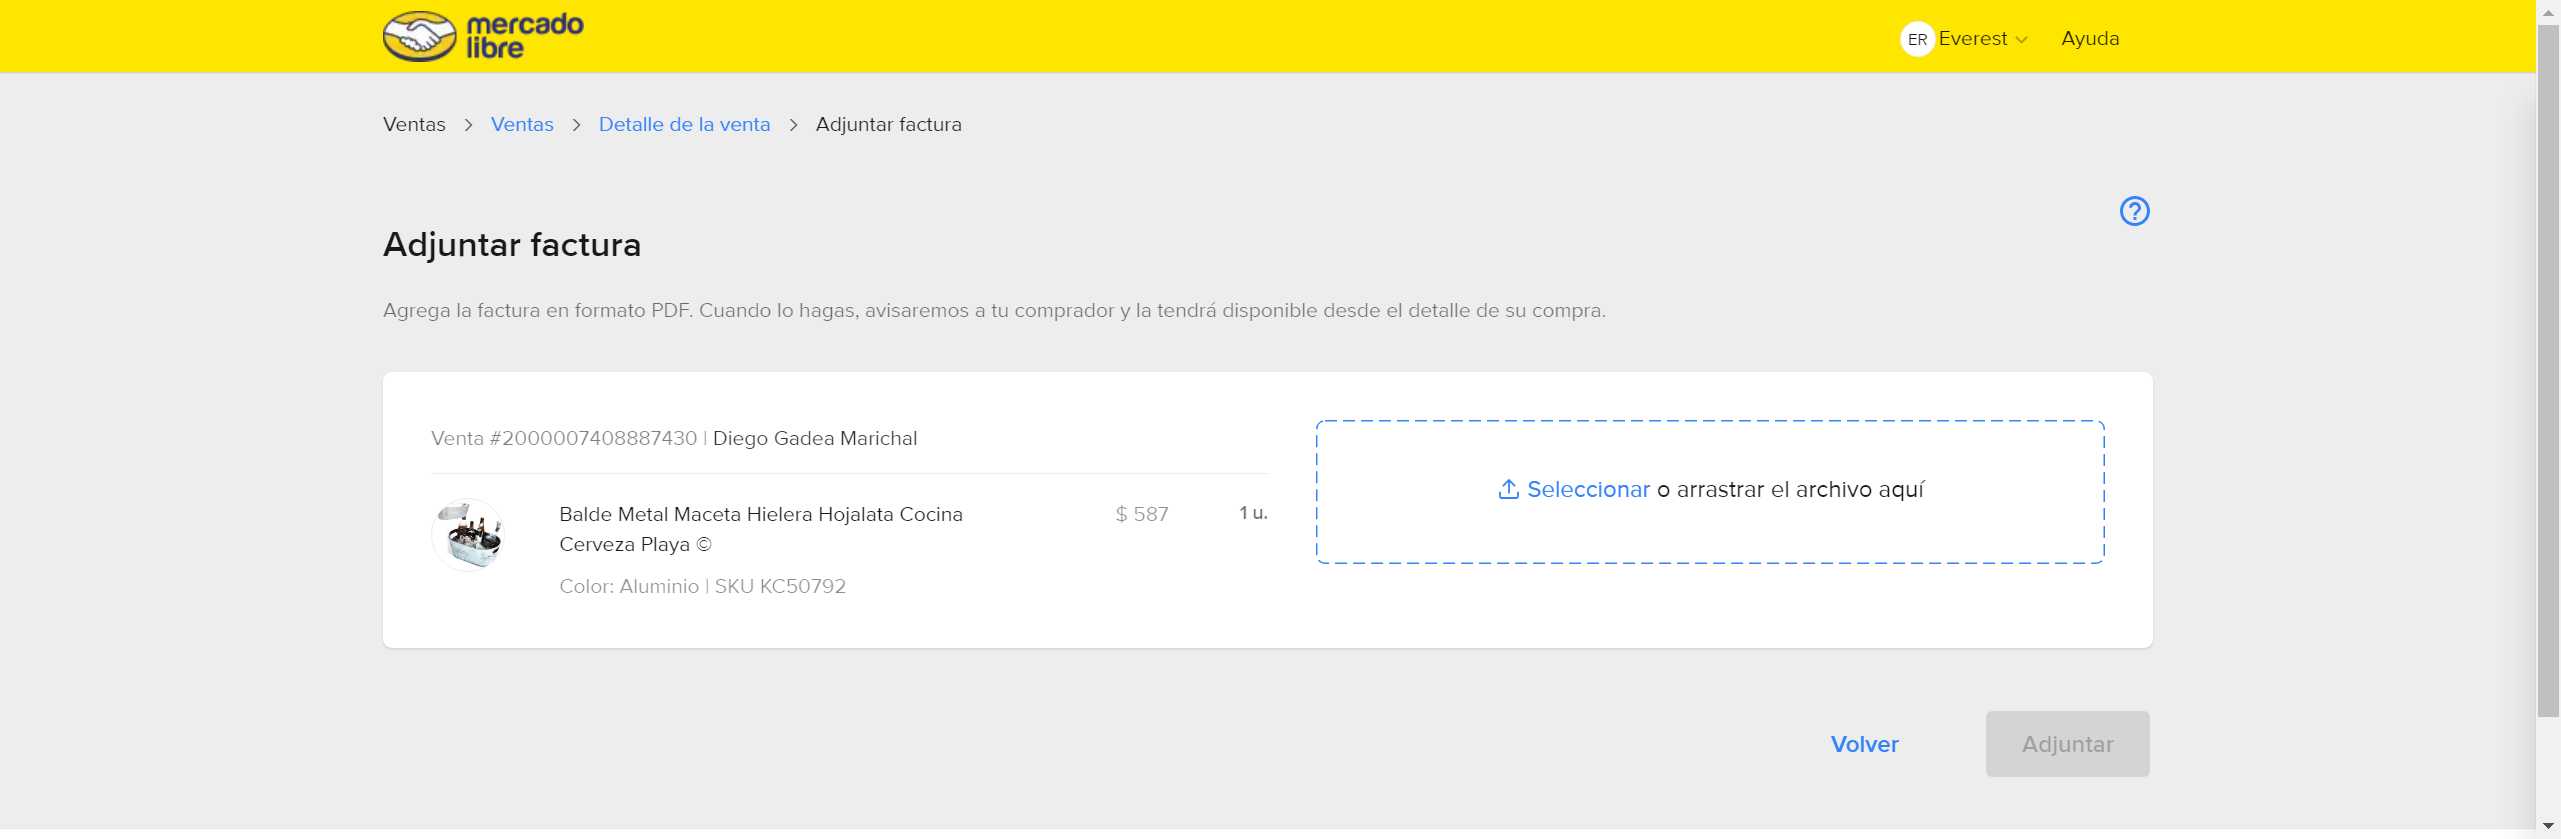 mercado
libre
ER Everest
Ayuda
Ventas > Ventas > Detalle de la venta > Adjuntar factura
Adjuntar factura
Agrega la factura en formato PDF. Cuando lo hagas, avisaremos a tu comprador y la tendrá disponible desde el detalle de su compra.
Venta #2000007408887430 | Diego Gadea Marichal
Balde Metal Maceta Hielera Hojalata Cocina
Cerveza Playa ©
$ 587
1 u.
Color: Aluminio | SKU KC50792
Seleccionar o arrastrar el archivo aquí
Volver
Adjuntar